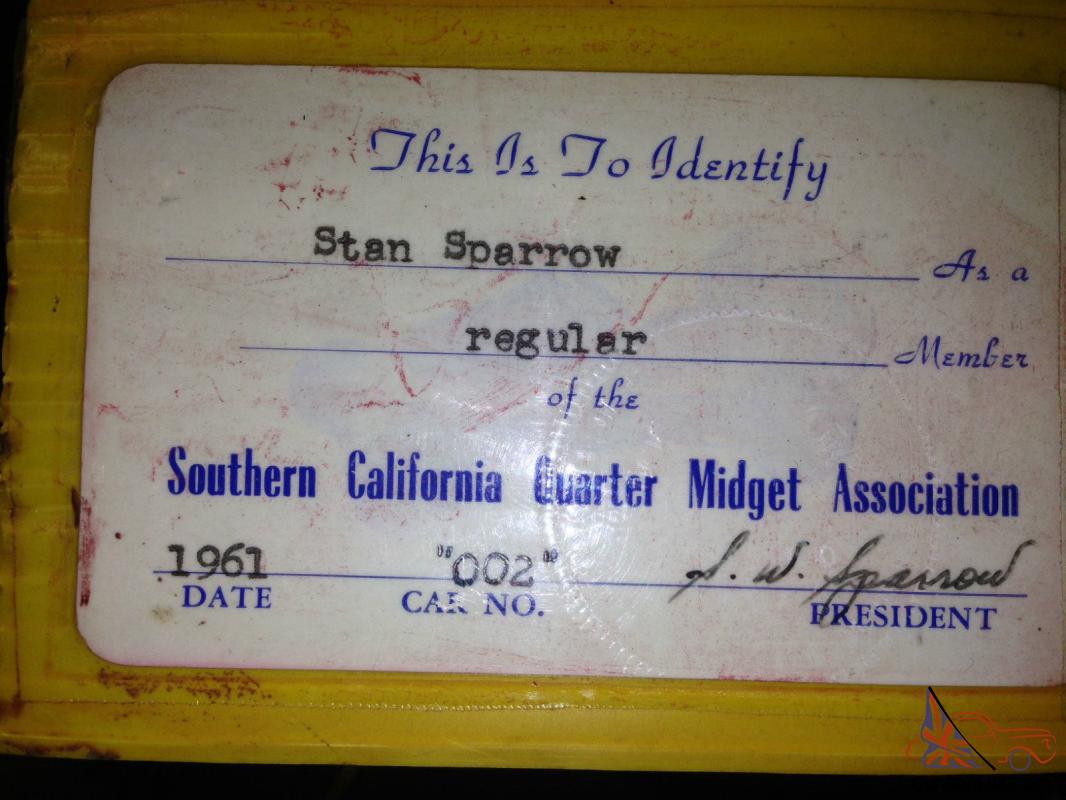 This Is To Identify
Stan Sparrow As a
regular Member
of the
Southern California Quarter Midget Association
1961 "002" S. W. Sparrow
DATE CAR NO. PRESIDENT